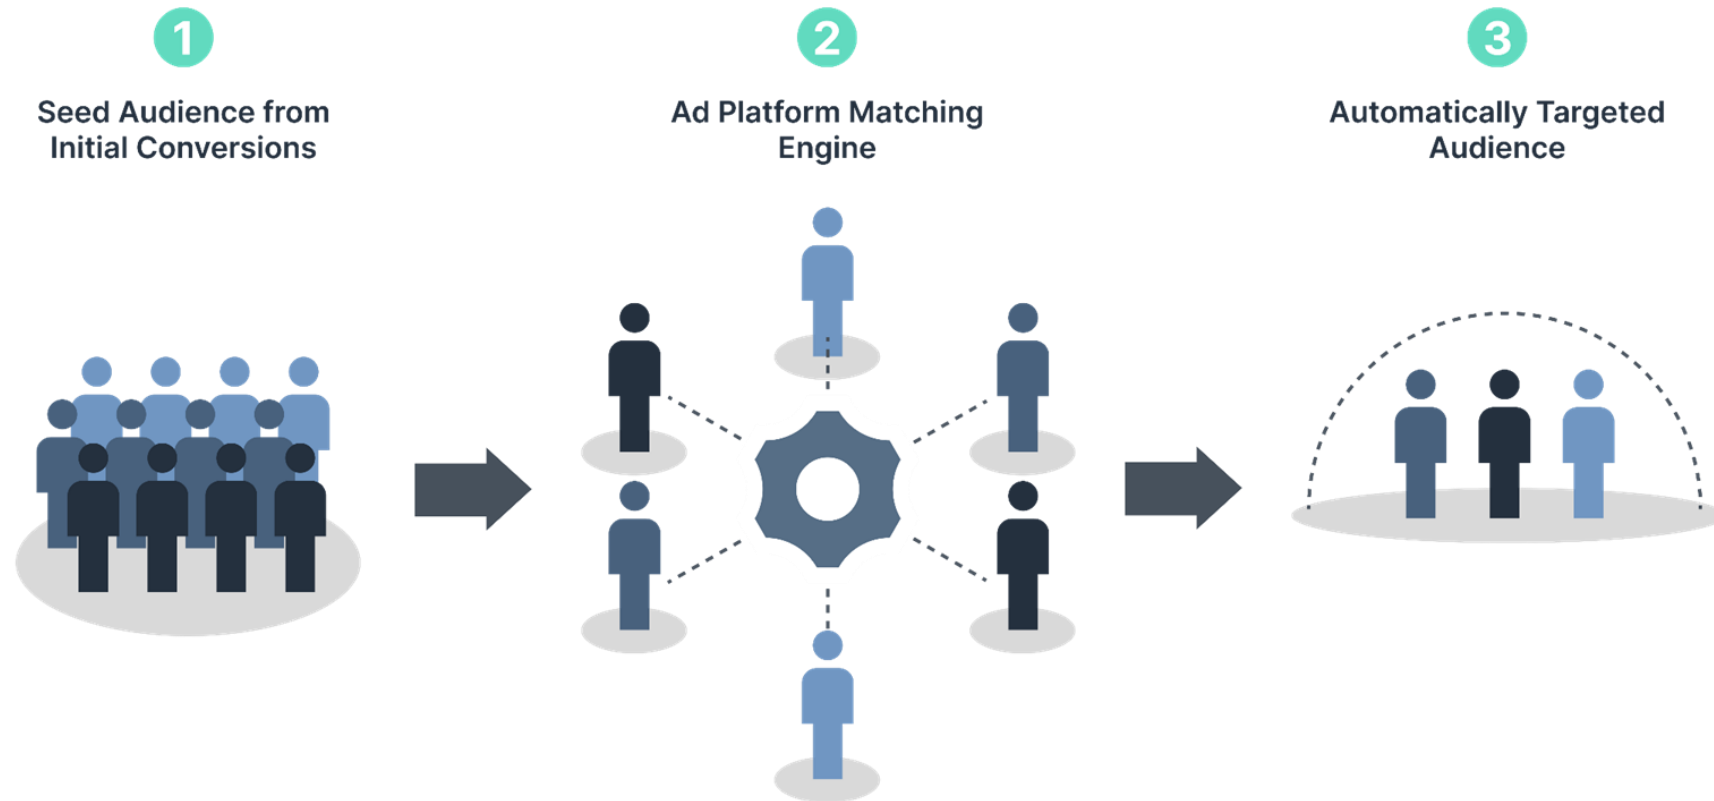 1
Seed Audience from
Initial Conversions
2
Ad Platform Matching
Engine
3
Automatically Targeted
Audience